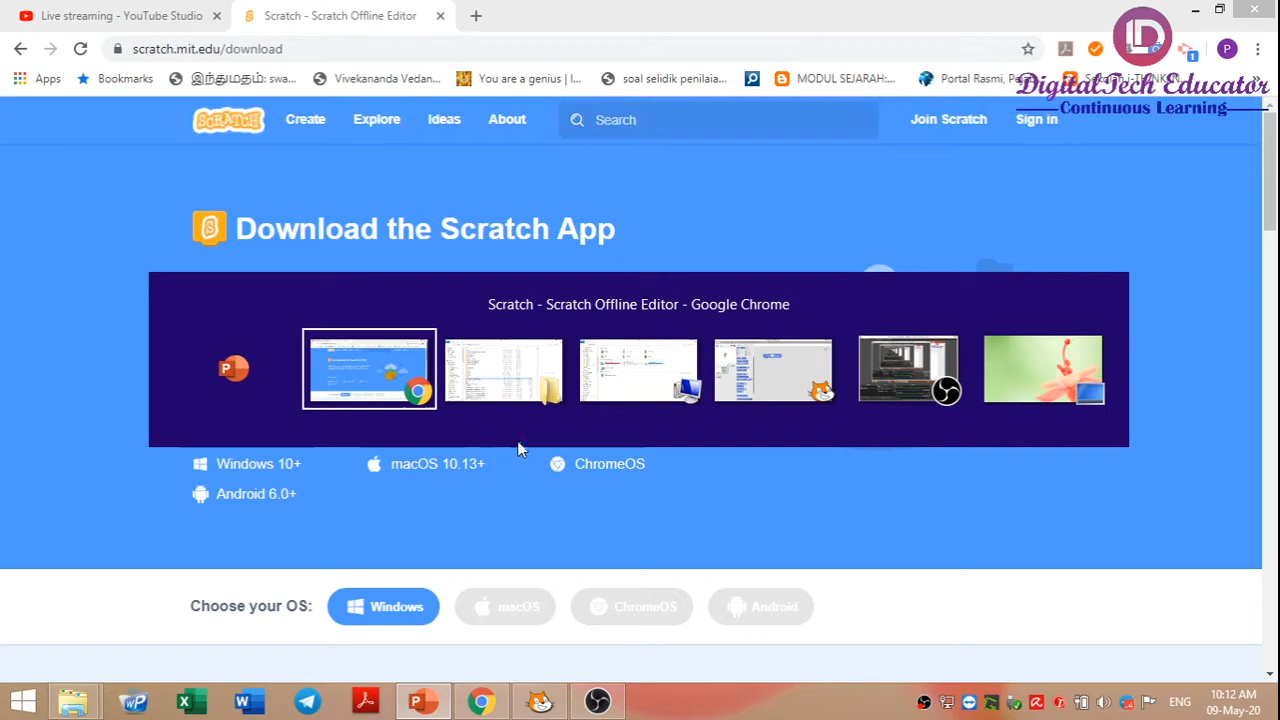 Live streaming - YouTube Studio
Scratch - Scratch Offline Editor
scratch.mit.edu/download
P
1
Apps
Bookmarks
இந்துமதம்: swa...
Vivekananda Vedan...
You are a genius | I...
soal selidik penilaia...
MODUL SEJARAH:...
Portal Rasmi,
DigitalTech Educator
Continuous Learning
SCRATCH
Create
Explore
Ideas
About
Search
Join Scratch
Sign in
Download the Scratch App
Scratch - Scratch Offline Editor - Google Chrome
Windows 10+
macOS 10.13+
ChromeOS
Android 6.0+
Choose your OS:
Windows
macOS
ChromeOS
Android
ENG
10:12 AM
09-May-20